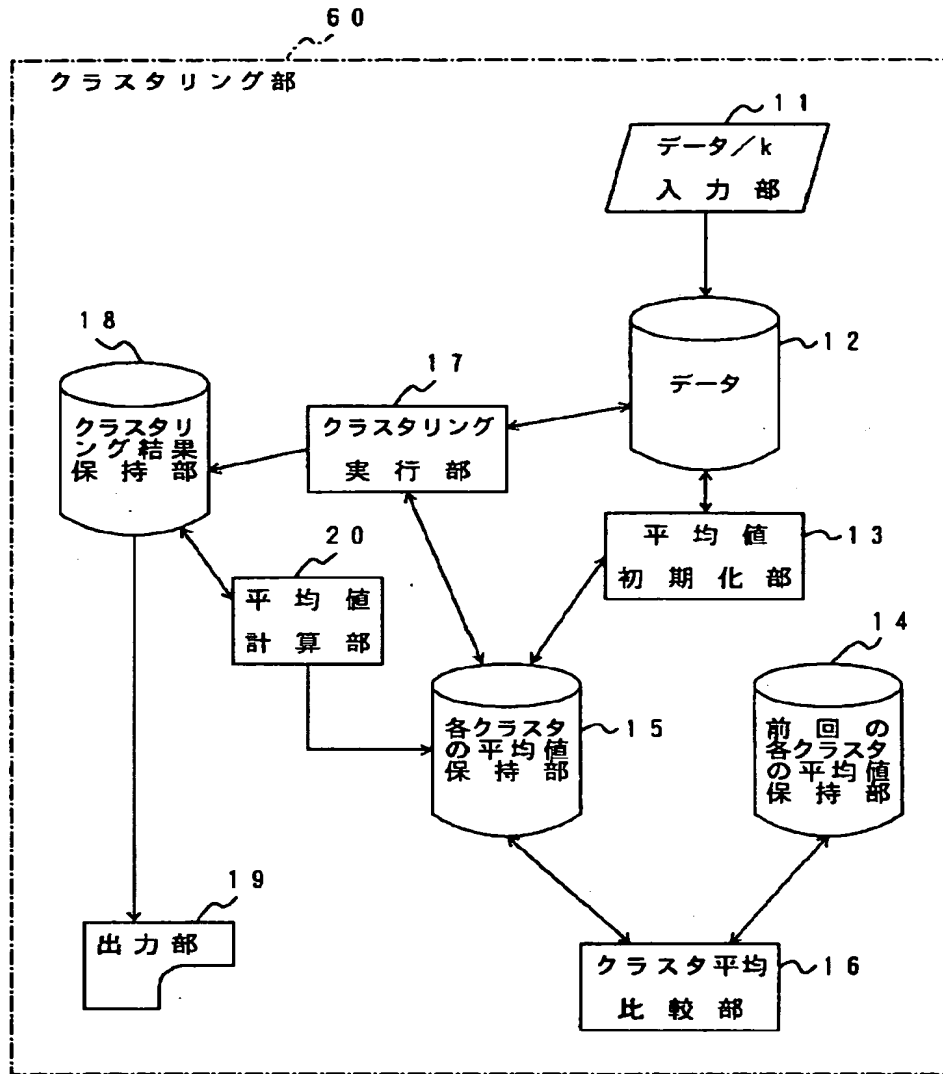 60
クラスタリング部
11
データ/k
入力部
12
データ
18
クラスタリ
ング結果
保持部
17
クラスタリング
実行部
13
平均値
初期化部
20
平均値
計算部
14
前回の
各クラスタ
の平均値
保持部
15
各クラスタ
の平均値
保持部
19
出力部
16
クラスタ平均
比較部